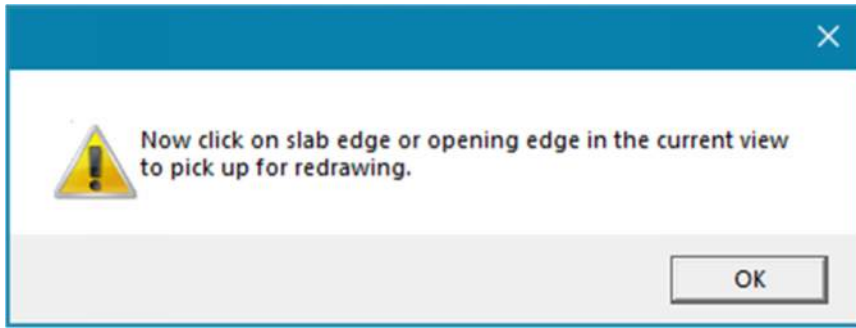 Now click on slab edge or opening edge in the current view
to pick up for redrawing.
OK